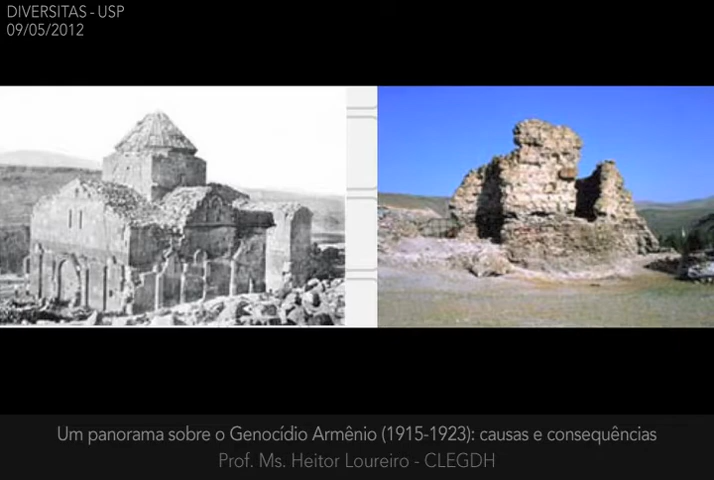 DIVERSITAS - USP
09/05/2012
Um panorama sobre o Genocídio Armênio (1915-1923): causas e consequências
Prof. Ms. Heitor Loureiro - CLEGDH